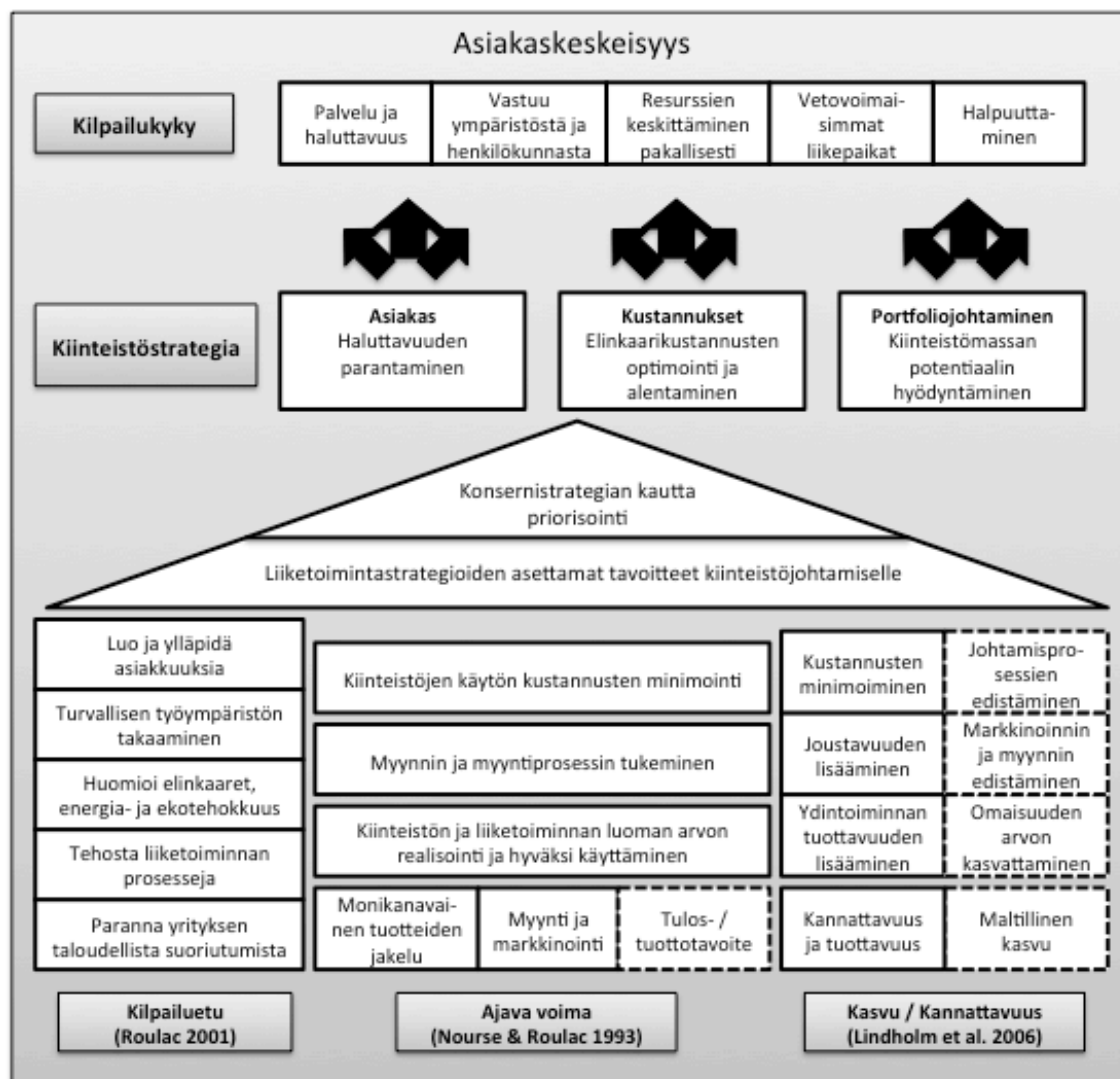 Asiakaskeskeisyys
Kilpailukyky
Palvelu ja
haluttavuus
Vastuu
ympäristöstä ja
henkilökunnasta
Resurssien
keskittäminen
pakallisesti
Vetovoimai-
simmat
liikepaikat
Halpuutta-
minen
Kiinteistöstrategia
Asiakas
Haluttavuuden
parantaminen
Kustannukset
Elinkaarikustannusten
optimointi ja
alentaminen
Portfoliojohtaminen
Kiinteistömassan
potentiaalin
hyödyntäminen
Konsernistrategian kautta
priorisointi
Liiketoimintastrategioiden asettamat tavoitteet kiinteistöjohtamiselle
Luo ja ylläpidä
asiakkuuksia
Turvallisen työympäristön
takaaminen
Huomioi elinkaaret,
energia- ja ekotehokkuus
Tehosta liiketoiminnan
prosesseja
Paranna yrityksen
taloudellista suoriutumista
Kiinteistöjen käytön kustannusten minimointi
Myynnin ja myyntiprosessin tukeminen
Kiinteistön ja liiketoiminnan luoman arvon
realisointi ja hyväksi käyttäminen
Monikanavai-
nen tuotteiden
jakelu
Myynti ja
markkinointi
Tulos- /
tuottotavoite
Kustannusten
minimoiminen
Johtamispro-
sessien
edistäminen
Joustavuuden
lisääminen
Markkinoinnin
ja myynnin
edistäminen
Ydintoiminnan
tuottavuuden
lisääminen
Omaisuuden
arvon
kasvattaminen
Kannattavuus
ja tuottavuus
Maltillinen
kasvu
Kilpailuetu
(Roulac 2001)
Ajava voima
(Nourse & Roulac 1993)
Kasvu / Kannattavuus
(Lindholm et al. 2006)